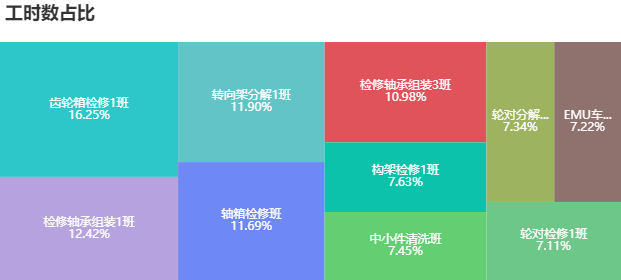 工时数占比
齿轮箱检修1班
16.25%
检修轴承组装1班
12.42%
转向架分解1班
11.90%
轴箱检修班
11.69%
检修轴承组装3班
10.98%
构架检修1班
7.63%
中小件清洗班
7.45%
轮对分解...
7.34%
EMU车...
7.22%
轮对检修1班
7.11%